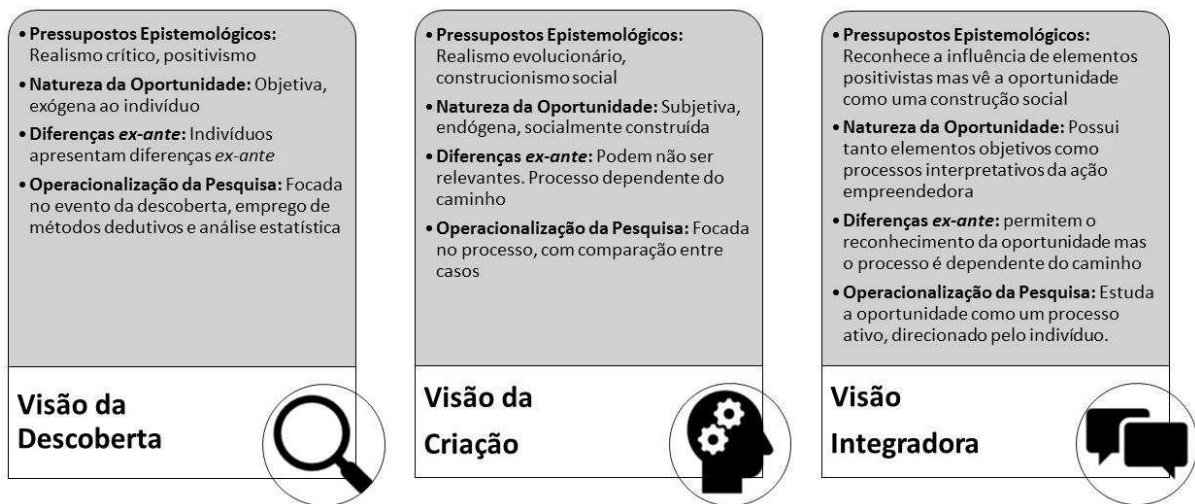 • Pressupostos Epistemológicos:
Realismo crítico, positivismo
• Natureza da Oportunidade: Objetiva,
exógena ao indivíduo
• Diferenças ex-ante: Indivíduos
apresentam diferenças ex-ante
• Operacionalização da Pesquisa: Focada
no evento da descoberta, emprego de
métodos dedutivos e análise estatística
Visão da
Descoberta
• Pressupostos Epistemológicos:
Realismo evolucionário,
construcionismo social
• Natureza da Oportunidade: Subjetiva,
endógena, socialmente construída
• Diferenças ex-ante: Podem não ser
relevantes. Processo dependente do
caminho
• Operacionalização da Pesquisa: Focada
no processo, com comparação entre
casos
Visão da
Criação
• Pressupostos Epistemológicos:
Reconhece a influência de elementos
positivistas mas vê a oportunidade
como uma construção social
• Natureza da Oportunidade: Possui
tanto elementos objetivos como
processos interpretativos da ação
empreendedora
• Diferenças ex-ante: permitem o
reconhecimento da oportunidade mas
o processo é dependente do caminho
• Operacionalização da Pesquisa: Estuda
a oportunidade como um processo
ativo, direcionado pelo indivíduo.
Visão
Integradora